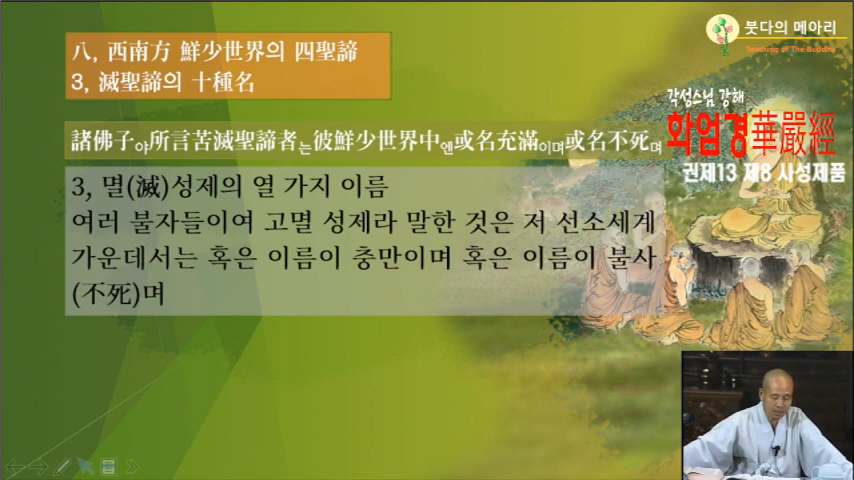 八, 西南方 鮮少世界의 四聖諦
3, 滅聖諦의 十種名
諸佛子야所言苦滅聖諦者는彼鮮少世界中엔或名充滿이며或名不死며
3, 멸(滅)성제의 열 가지 이름
여러 불자들이여 고멸 성제라 말한 것은 저 선소세계
가운데서는 혹은 이름이 충만이며 혹은 이름이 불사
(不死)며
붓다의 메아리
Teaching of The Buddha
각성스님 강해
화엄경華嚴經
권제13 제8 사성제품